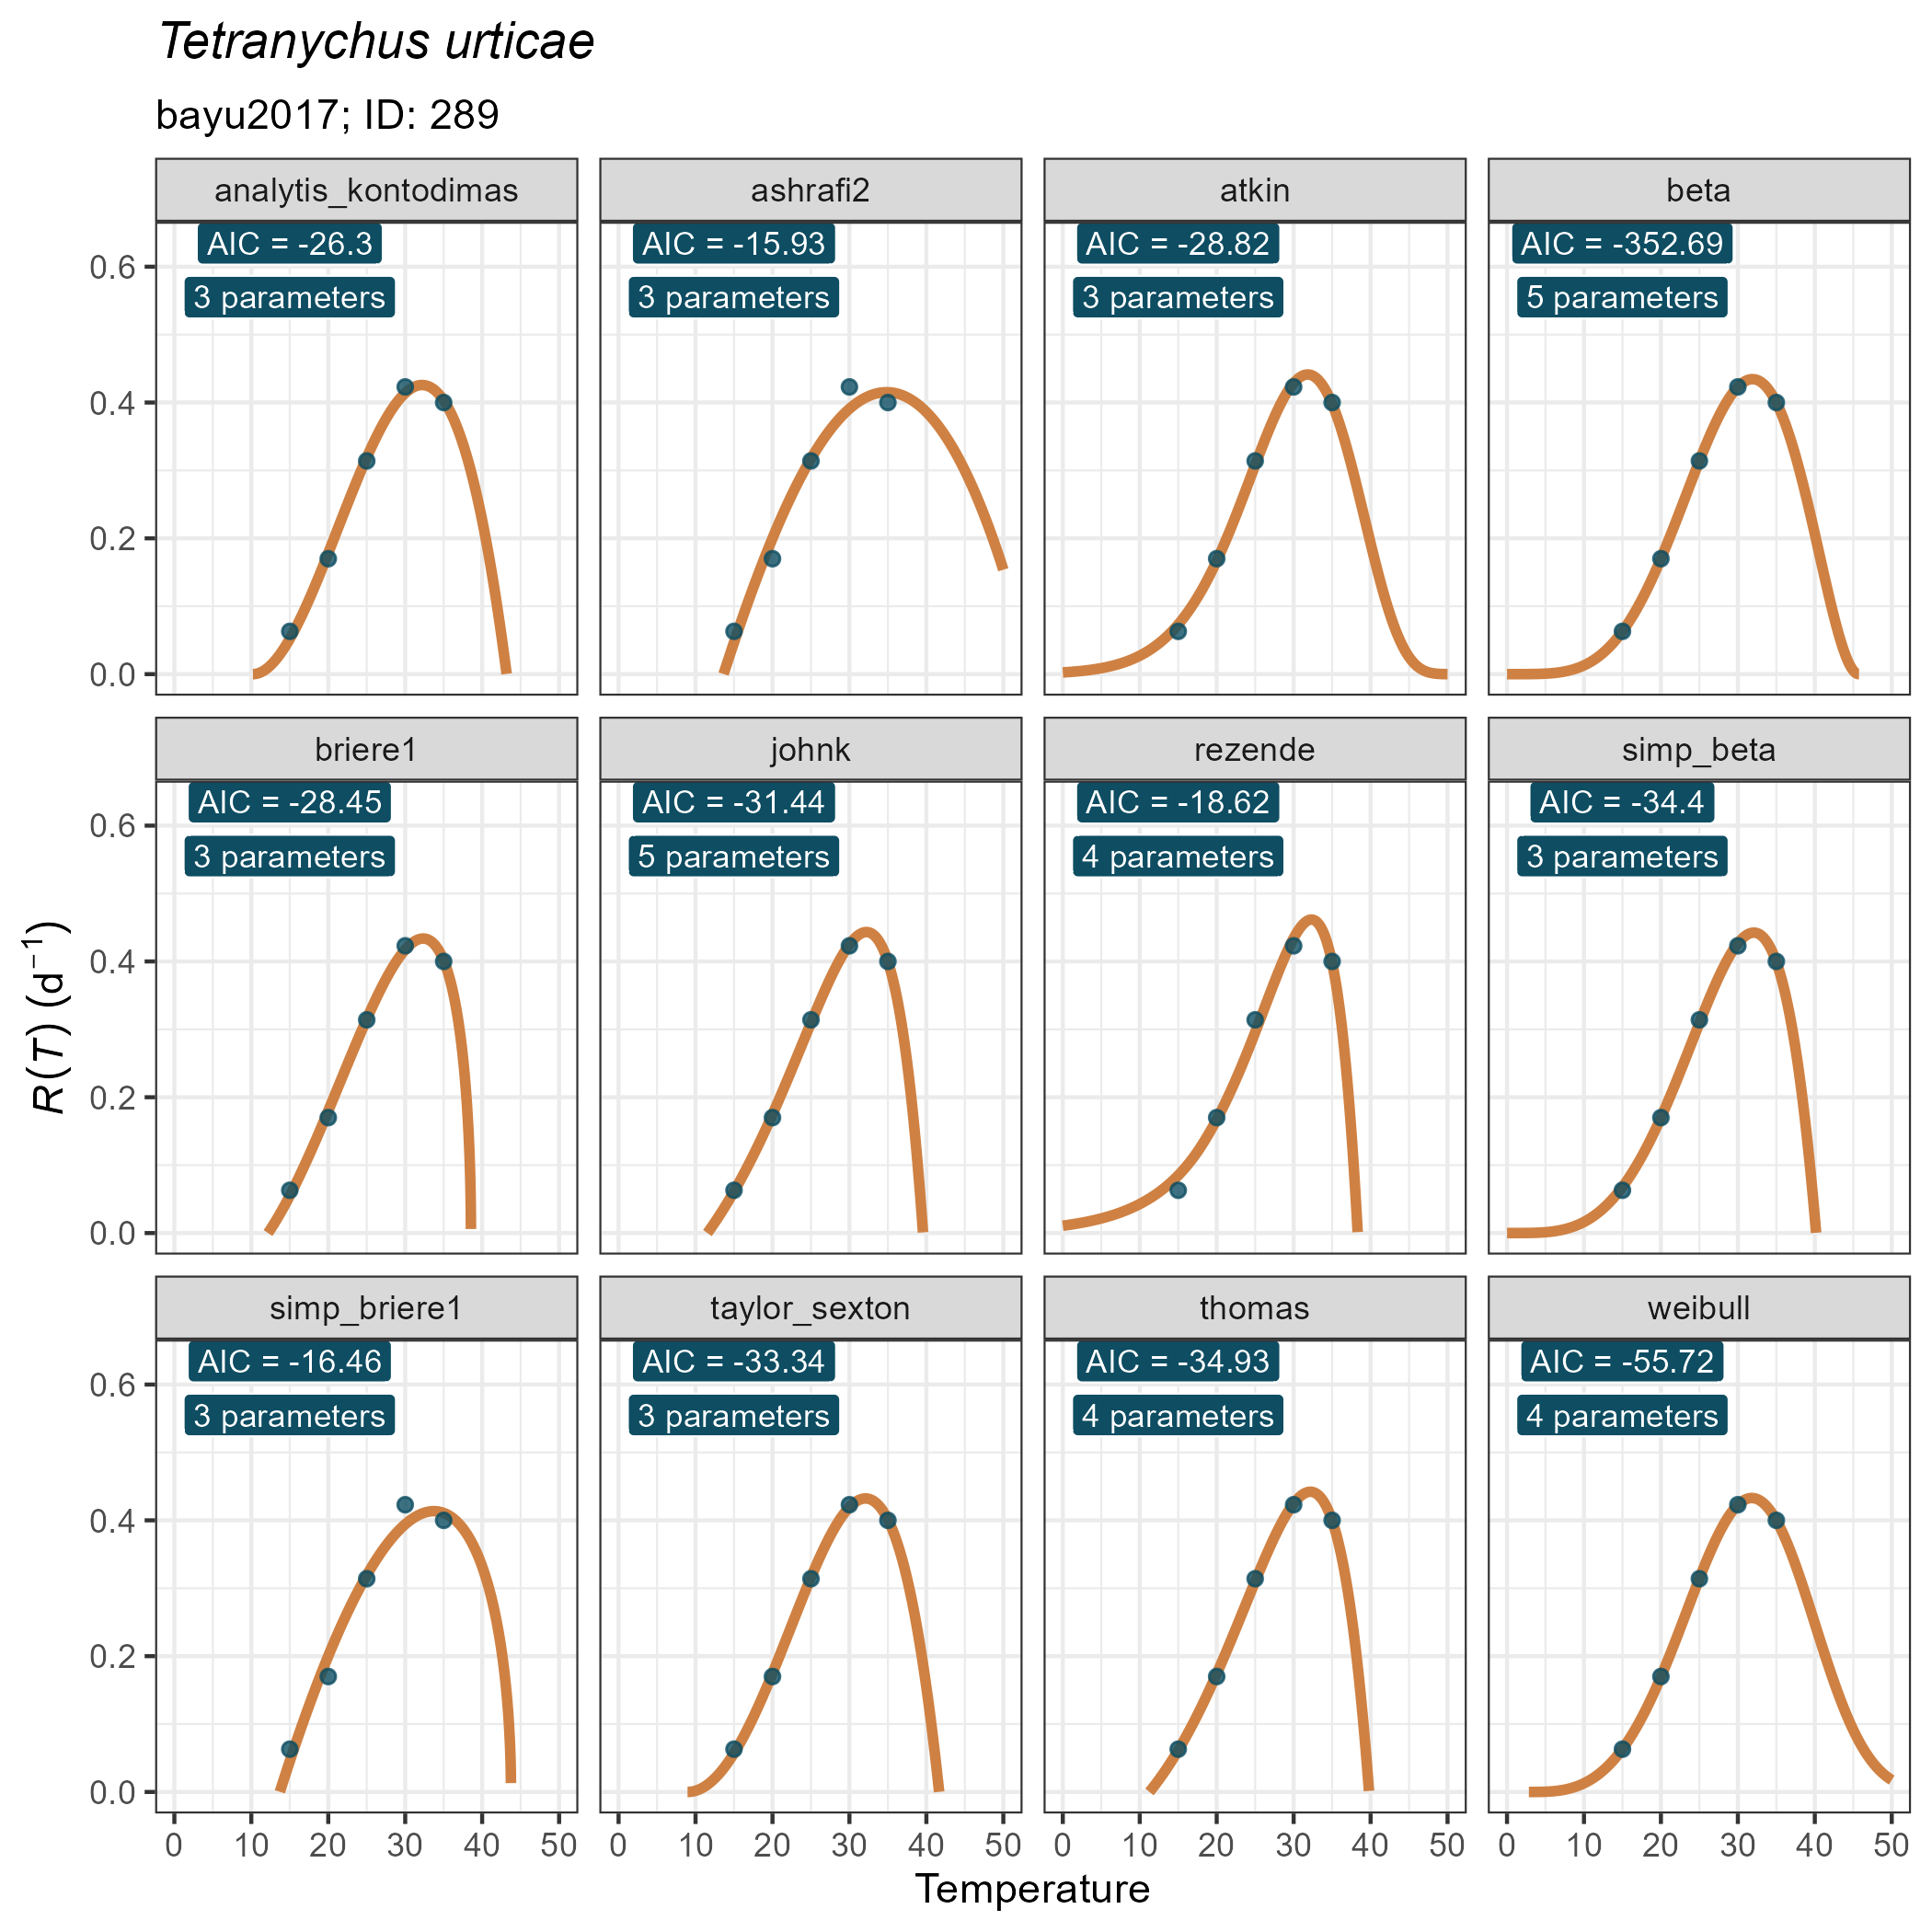 Tetranychus urticae
bayu2017; ID: 289
analytis_kontodimas
AIC = -26.3
3 parameters
ashrafi2
AIC = -15.93
3 parameters
atkin
AIC = -28.82
3 parameters
beta
AIC = -352.69
5 parameters
0.6
0.4
0.2
0.0
briere1
AIC = -28.45
3 parameters
johnk
AIC = -31.44
5 parameters
rezende
AIC = -18.62
4 parameters
simp_beta
AIC = -34.4
3 parameters
0.6
0.4
0.2
0.0
R(T) (d⁻¹)
simp_briere1
AIC = -16.46
3 parameters
taylor_sexton
AIC = -33.34
3 parameters
thomas
AIC = -34.93
4 parameters
weibull
AIC = -55.72
4 parameters
0.6
0.4
0.2
0.0
0 10 20 30 40 50 0 10 20 30 40 50 0 10 20 30 40 50 0 10 20 30 40 50
Temperature